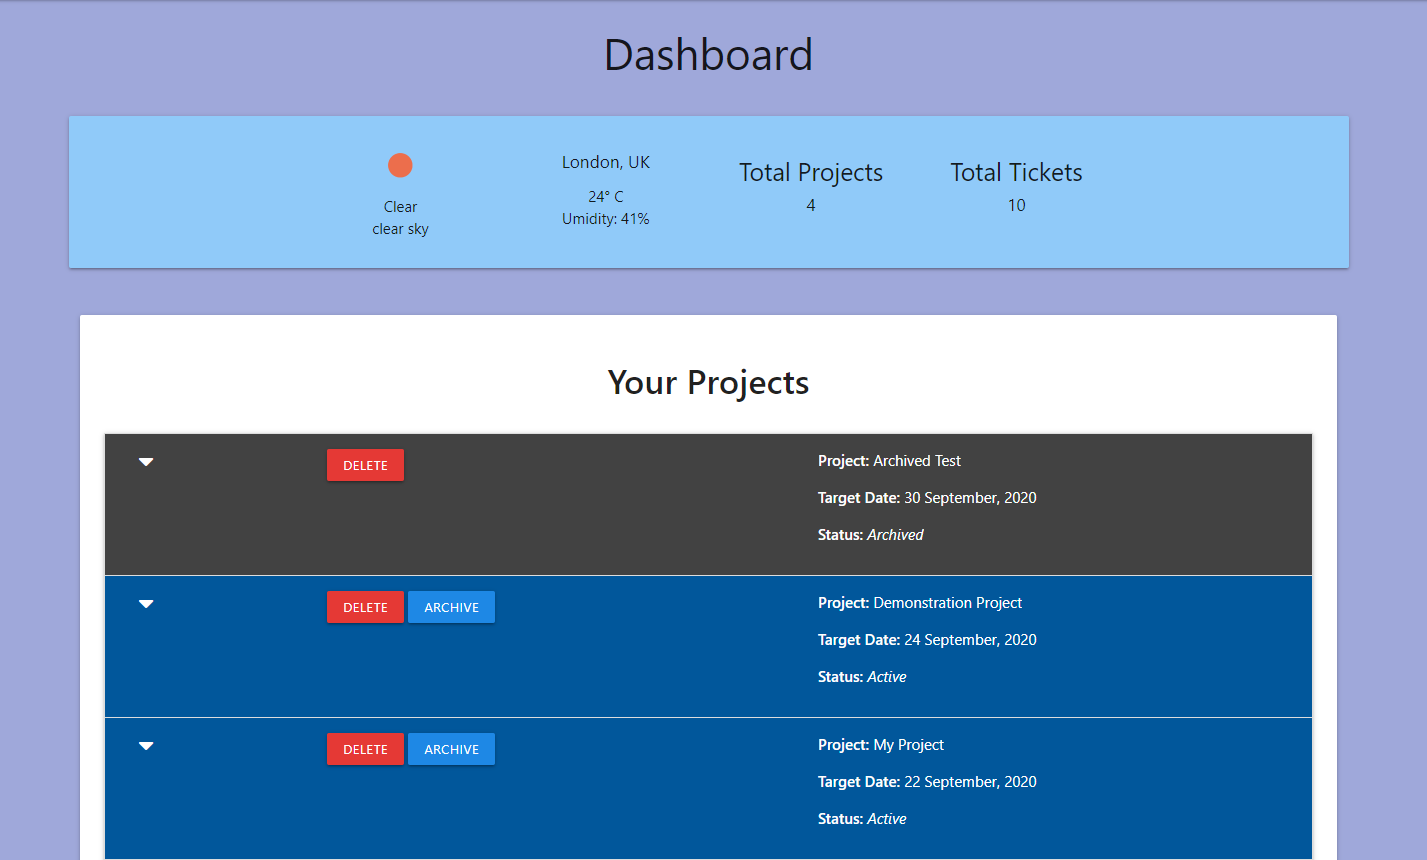 Dashboard
Clear
clear sky
London, UK
24° C
Umidity: 41%
Total Projects
4
Total Tickets
10
Your Projects
DELETE
Project: Archived Test
Target Date: 30 September, 2020
Status: Archived
DELETE ARCHIVE
Project: Demonstration Project
Target Date: 24 September, 2020
Status: Active
DELETE ARCHIVE
Project: My Project
Target Date: 22 September, 2020
Status: Active